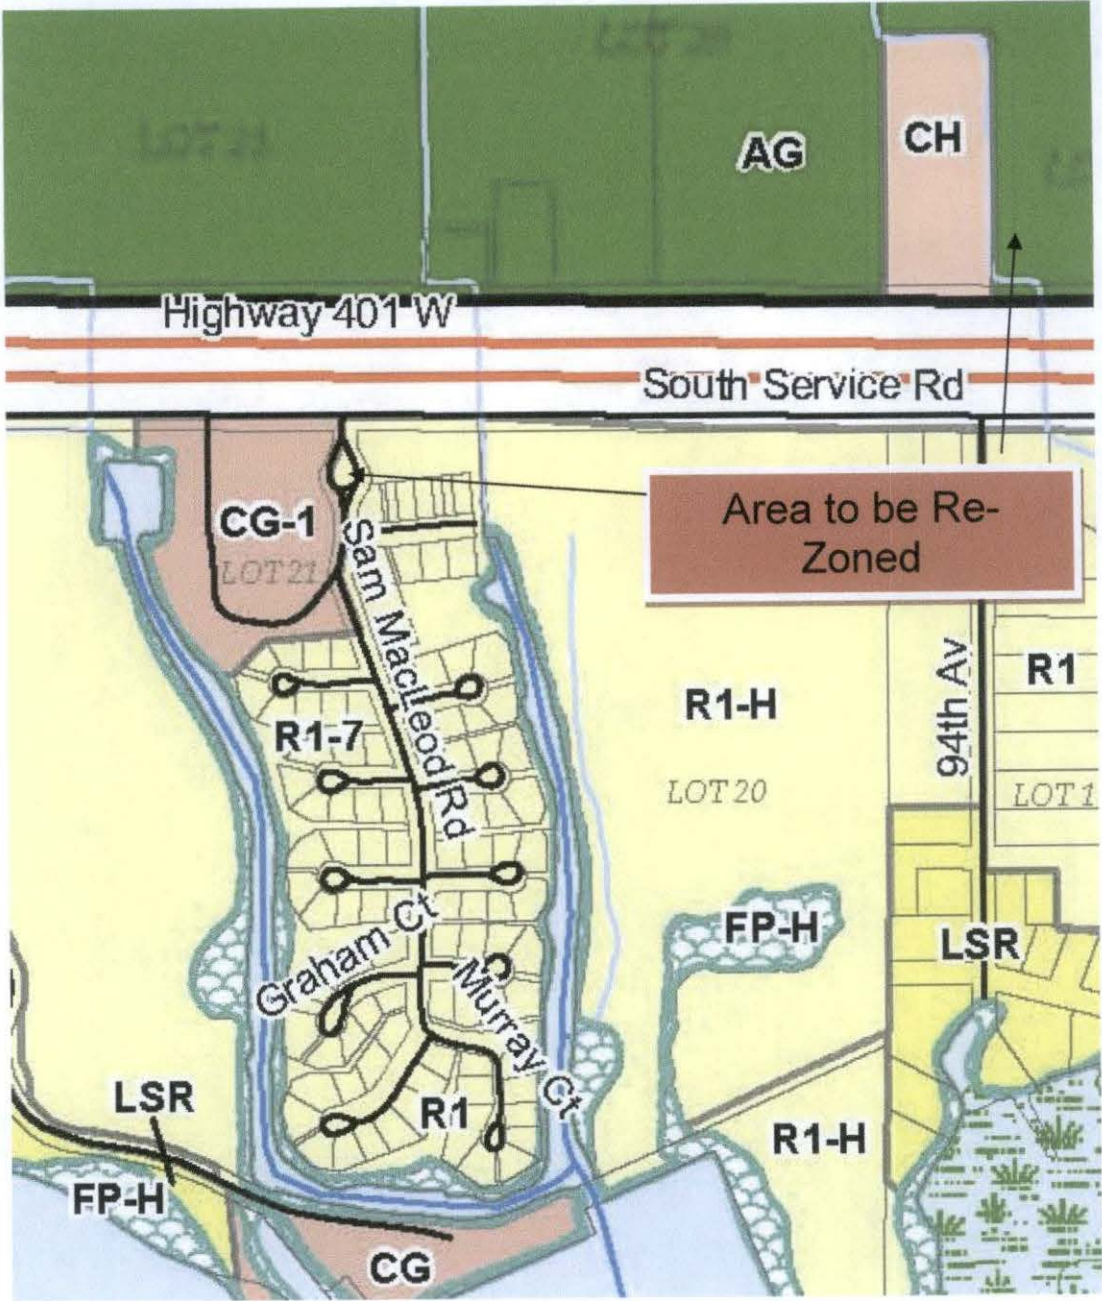 CH
AG
Highway 401 W
South Service Rd
Area to be Re-
Zoned
CG-1
LOT 21
Sam MacLeod Rd
R1-H
94th Av
R1
R1-7
LOT 20
LOT 1
FP-H
LSR
Graham Ct
Murray Ct
LSR
R1
R1-H
FP-H
CG